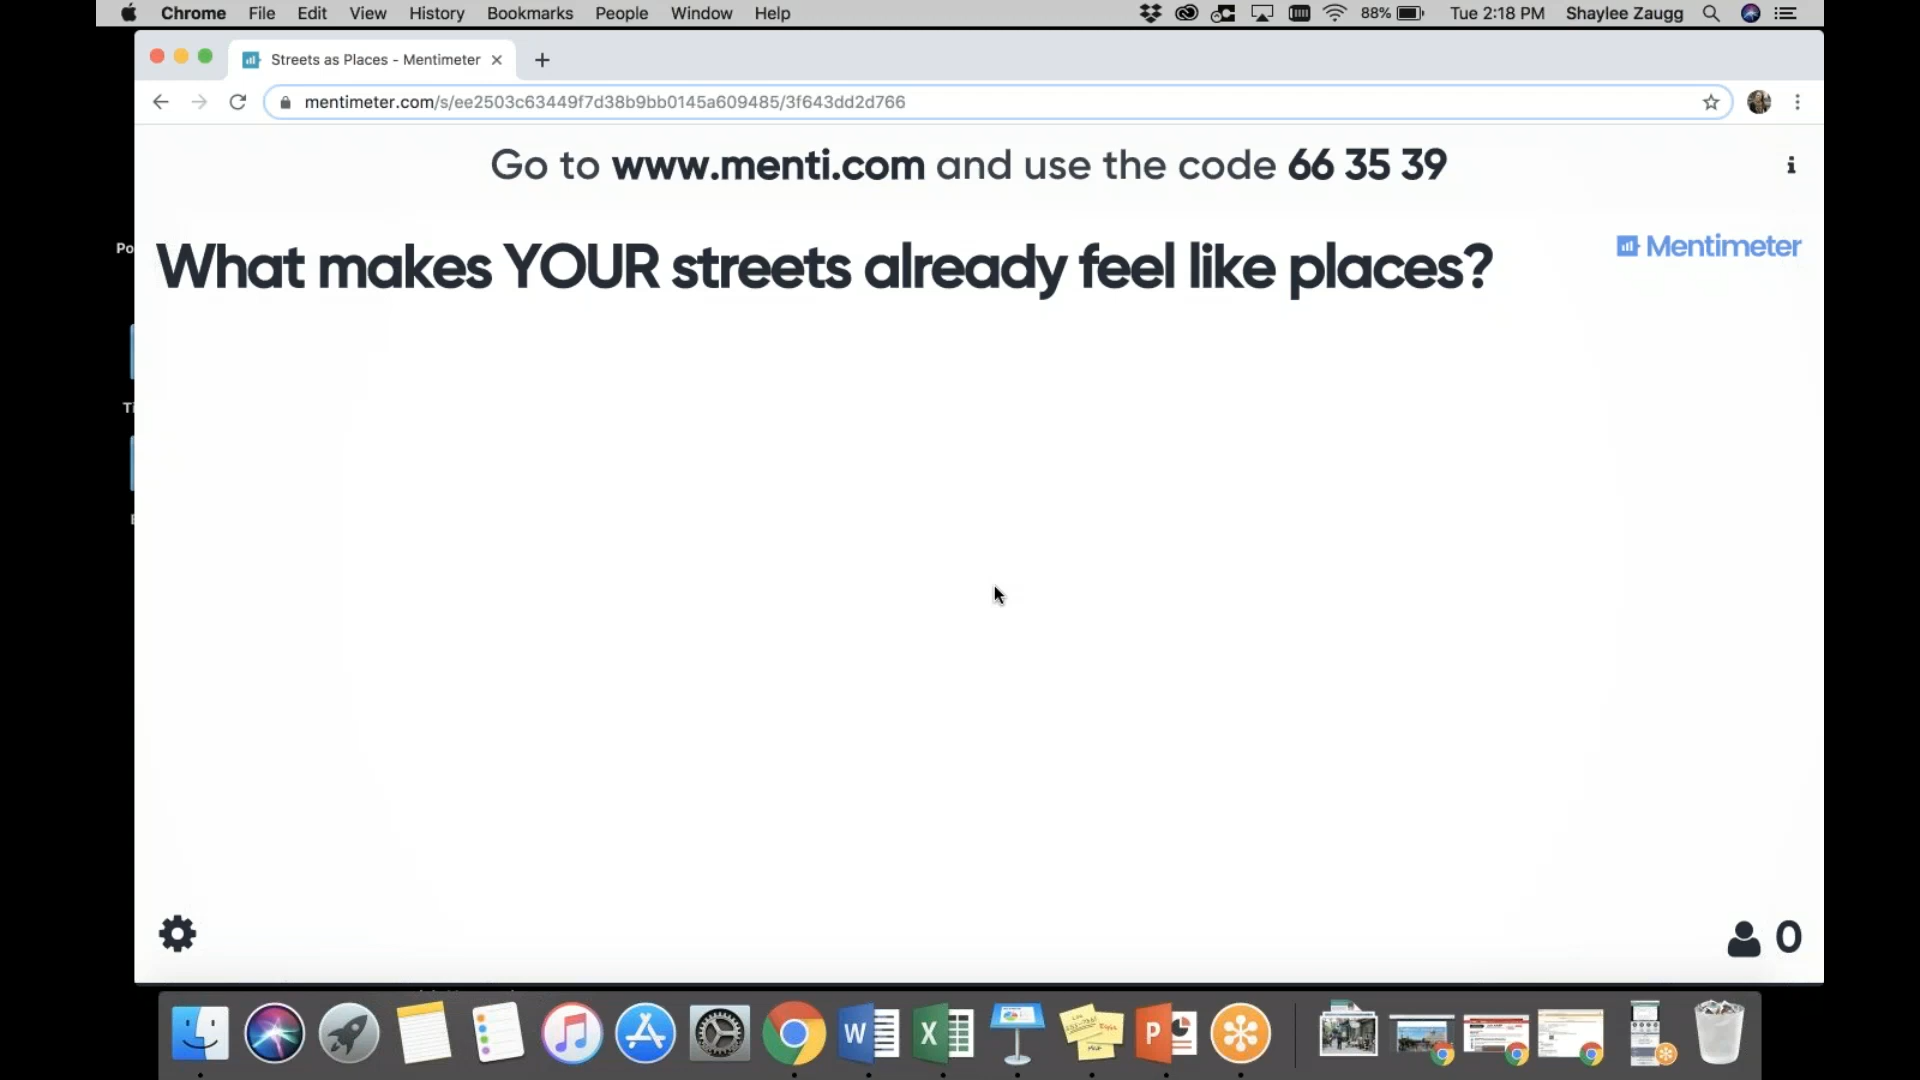 Chrome File Edit View History Bookmarks People Window Help 88% Tue 2:18 PM Shaylee Zaugg
Streets as Places - Mentimeter
mentimeter.com/s/ee2503c63449f7d38b9bb0145a609485/3f643dd2d766
Go to www.menti.com and use the code 66 35 39
Mentimeter
What makes YOUR streets already feel like places?
Po
0